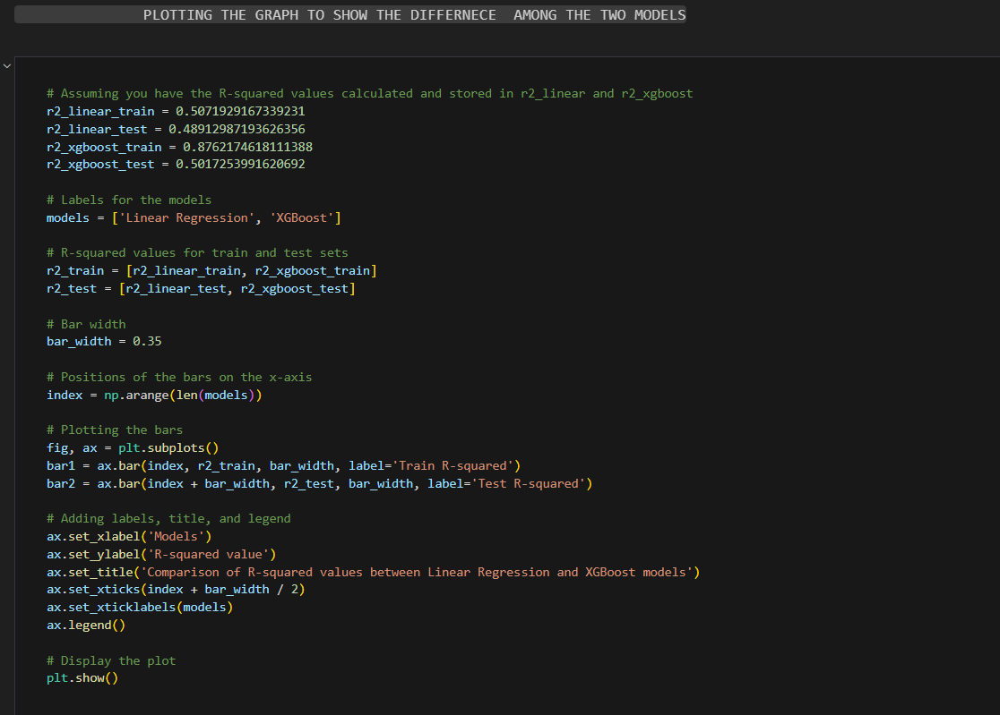 PLOTTING THE GRAPH TO SHOW THE DIFFERNECE  AMONG THE TWO MODELS
# Assuming you have the R-squared values calculated and stored in r2_linear and r2_xgboost
r2_linear_train = 0.5071929167339231
r2_linear_test = 0.48912987193626356
r2_xgboost_train = 0.8762174618111388
r2_xgboost_test = 0.5017253991620692
# Labels for the models
models = ['Linear Regression', 'XGBoost']
# R-squared values for train and test sets
r2_train = [r2_linear_train, r2_xgboost_train]
r2_test = [r2_linear_test, r2_xgboost_test]
# Bar width
bar_width = 0.35
# Positions of the bars on the x-axis
index = np.arange(len(models))
# Plotting the bars
fig, ax = plt.subplots()
bar1 = ax.bar(index, r2_train, bar_width, label='Train R-squared')
bar2 = ax.bar(index + bar_width, r2_test, bar_width, label='Test R-squared')
# Adding labels, title, and legend
ax.set_xlabel('Models')
ax.set_ylabel('R-squared value')
ax.set_title('Comparison of R-squared values between Linear Regression and XGBoost models')
ax.set_xticks(index + bar_width / 2)
ax.set_xticklabels(models)
ax.legend()
# Display the plot
plt.show()